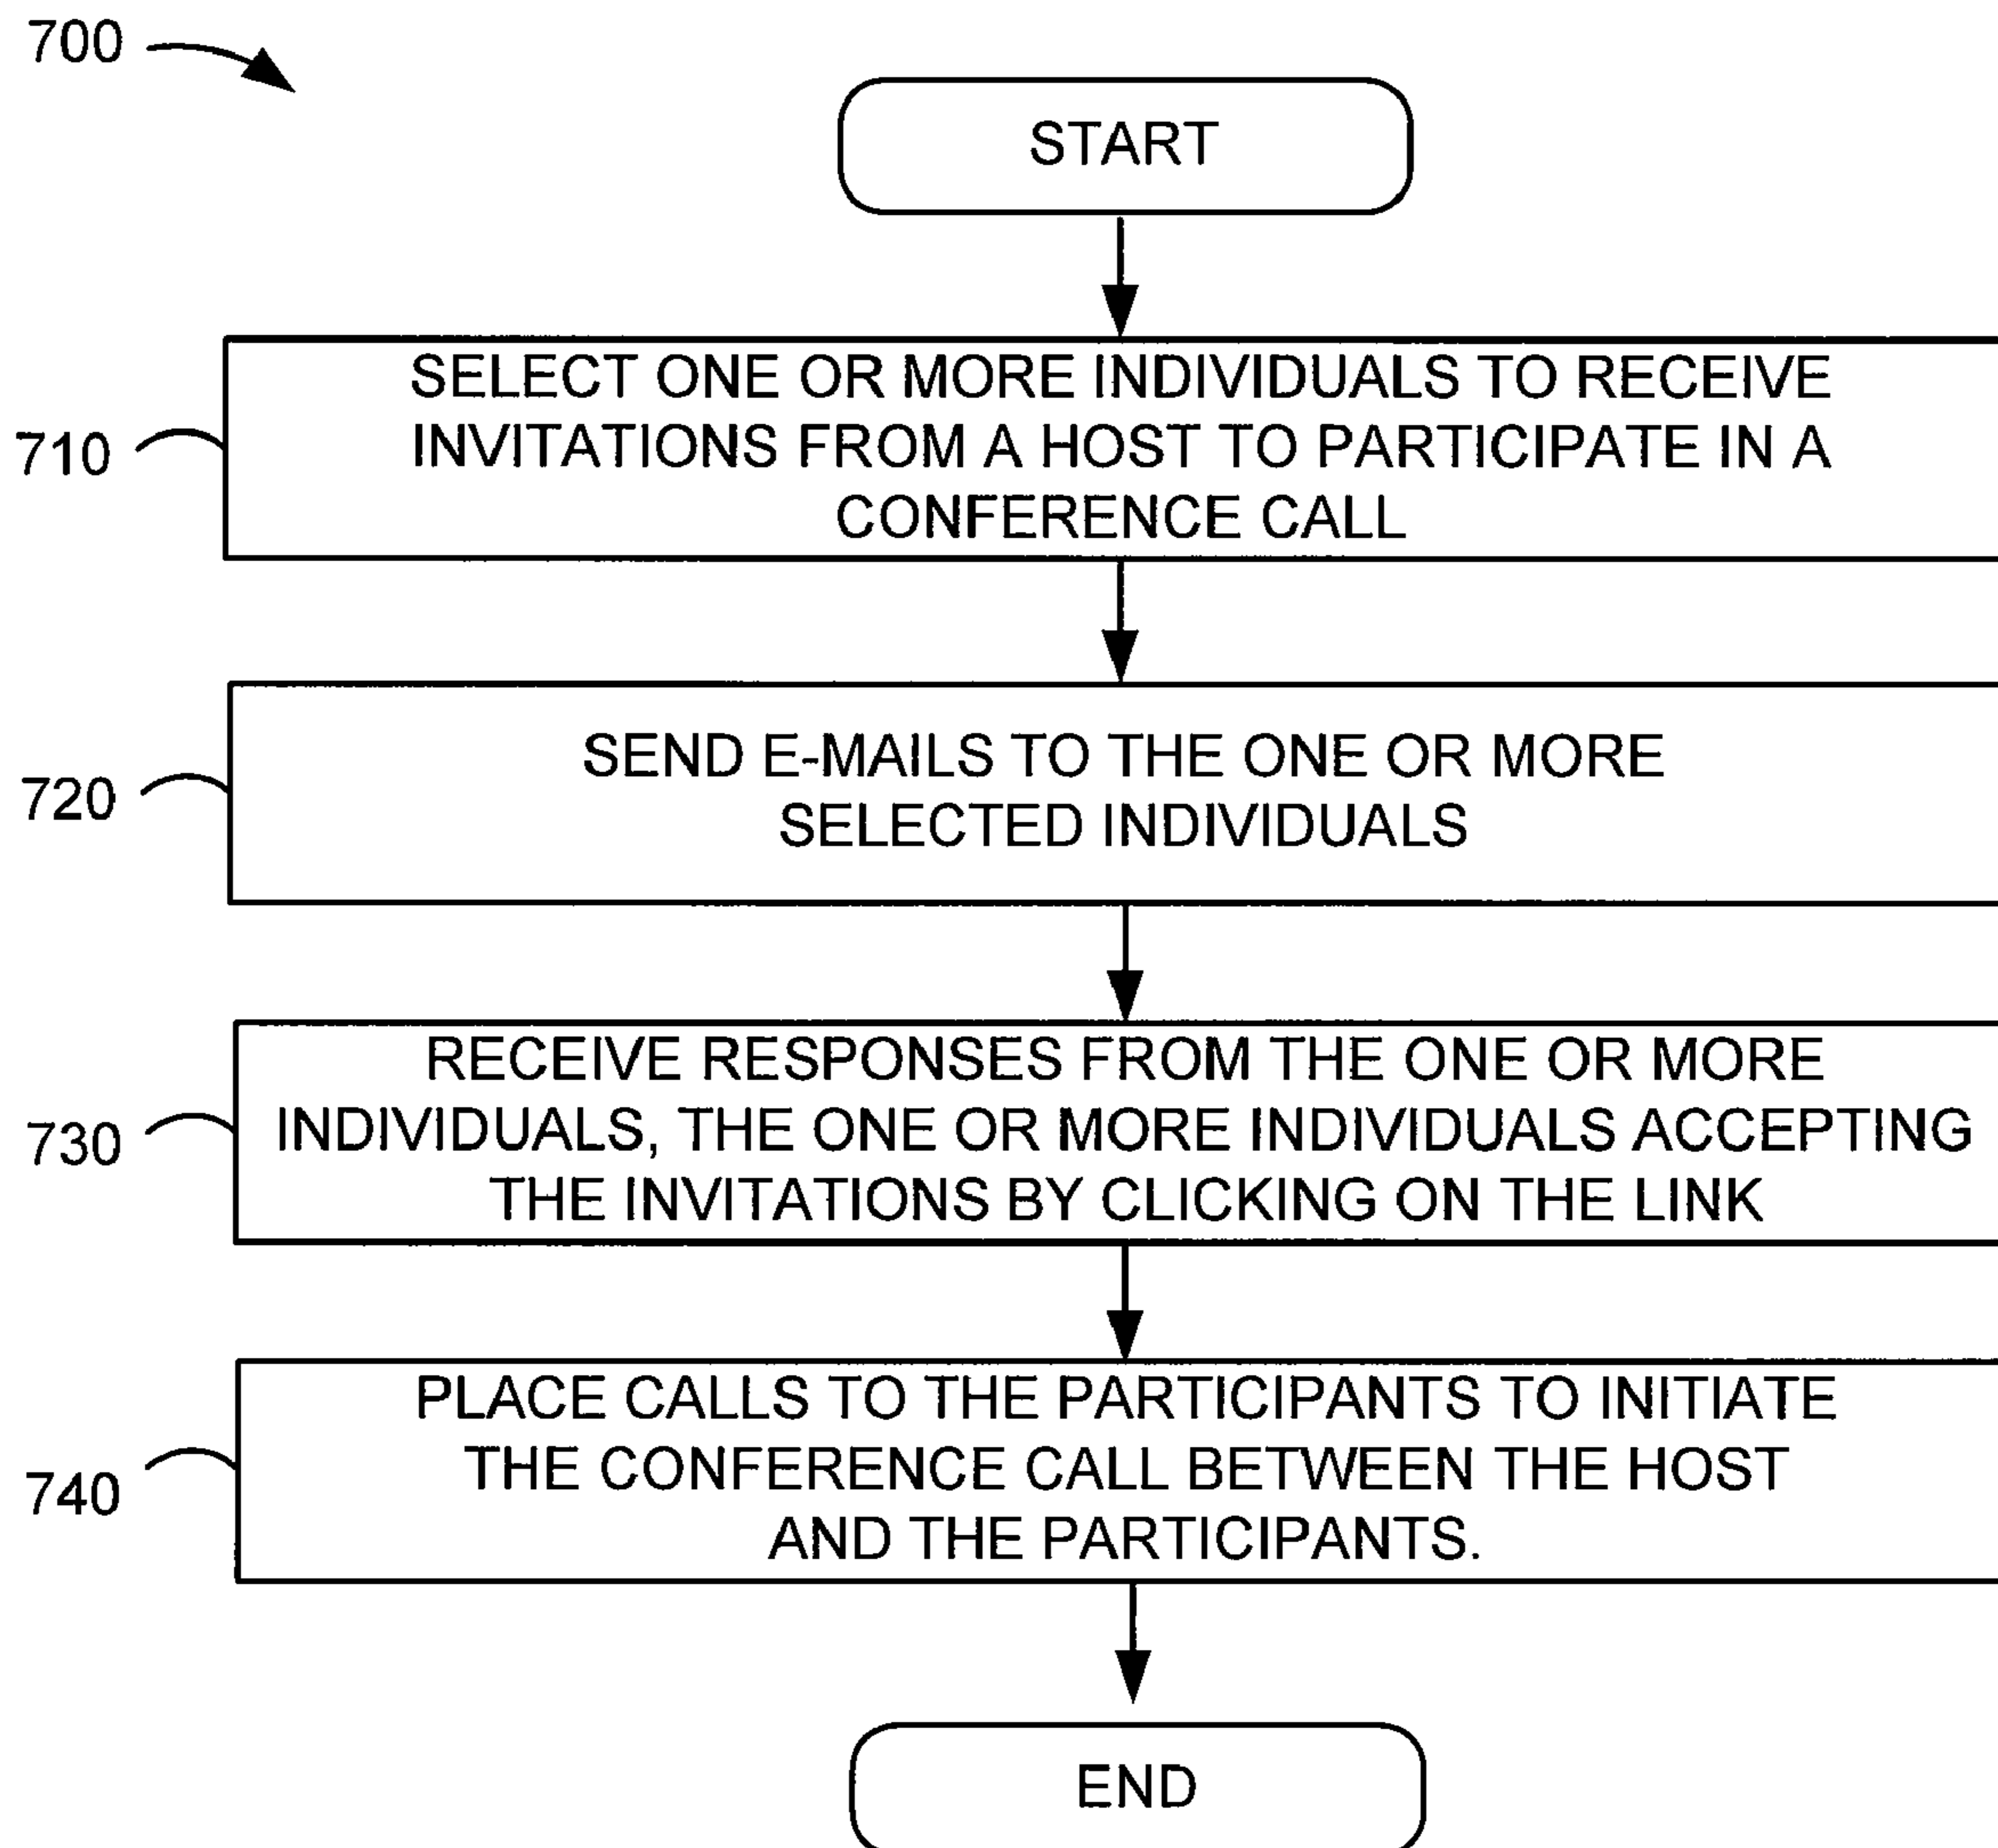 700
START
710
SELECT ONE OR MORE INDIVIDUALS TO RECEIVE
INVITATIONS FROM A HOST TO PARTICIPATE IN A
CONFERENCE CALL
720
SEND E-MAILS TO THE ONE OR MORE
SELECTED INDIVIDUALS
730
RECEIVE RESPONSES FROM THE ONE OR MORE
INDIVIDUALS, THE ONE OR MORE INDIVIDUALS ACCEPTING
THE INVITATIONS BY CLICKING ON THE LINK
740
PLACE CALLS TO THE PARTICIPANTS TO INITIATE
THE CONFERENCE CALL BETWEEN THE HOST
AND THE PARTICIPANTS.
END